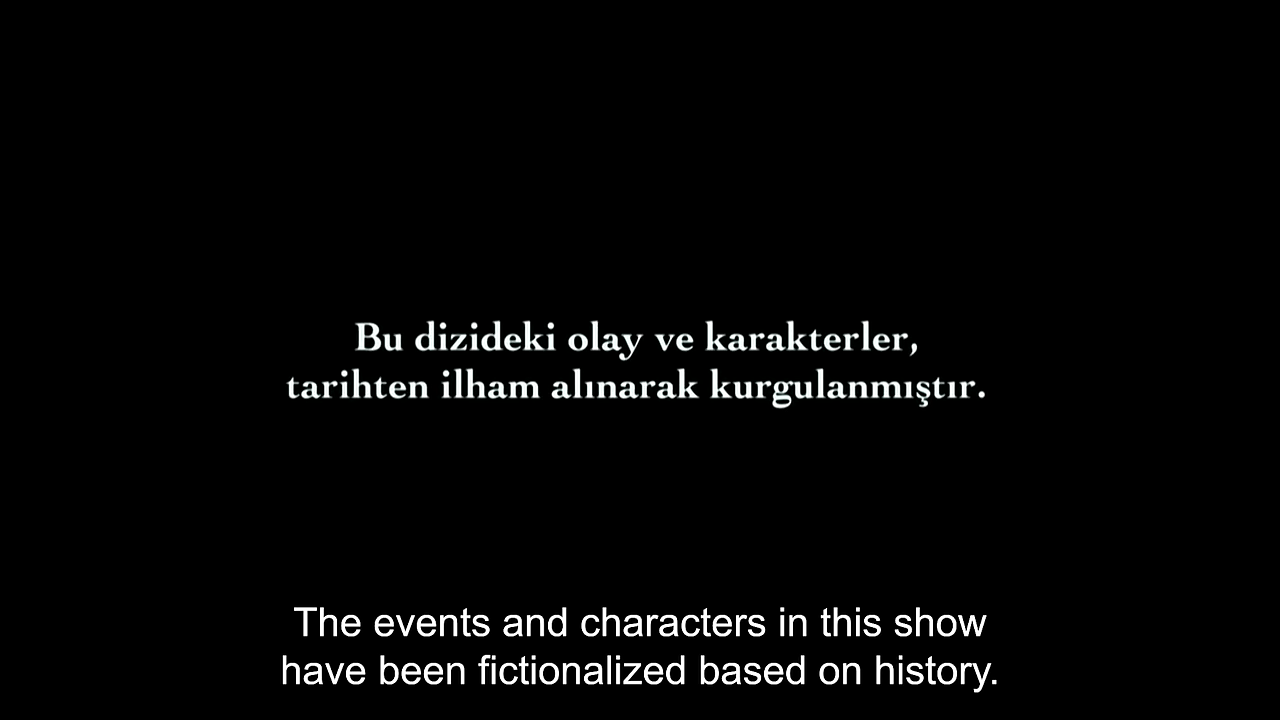 Bu dizideki olay ve karakterler,
tarihten ilham alınarak kurgulanmıştır.
The events and characters in this show
have been fictionalized based on history.